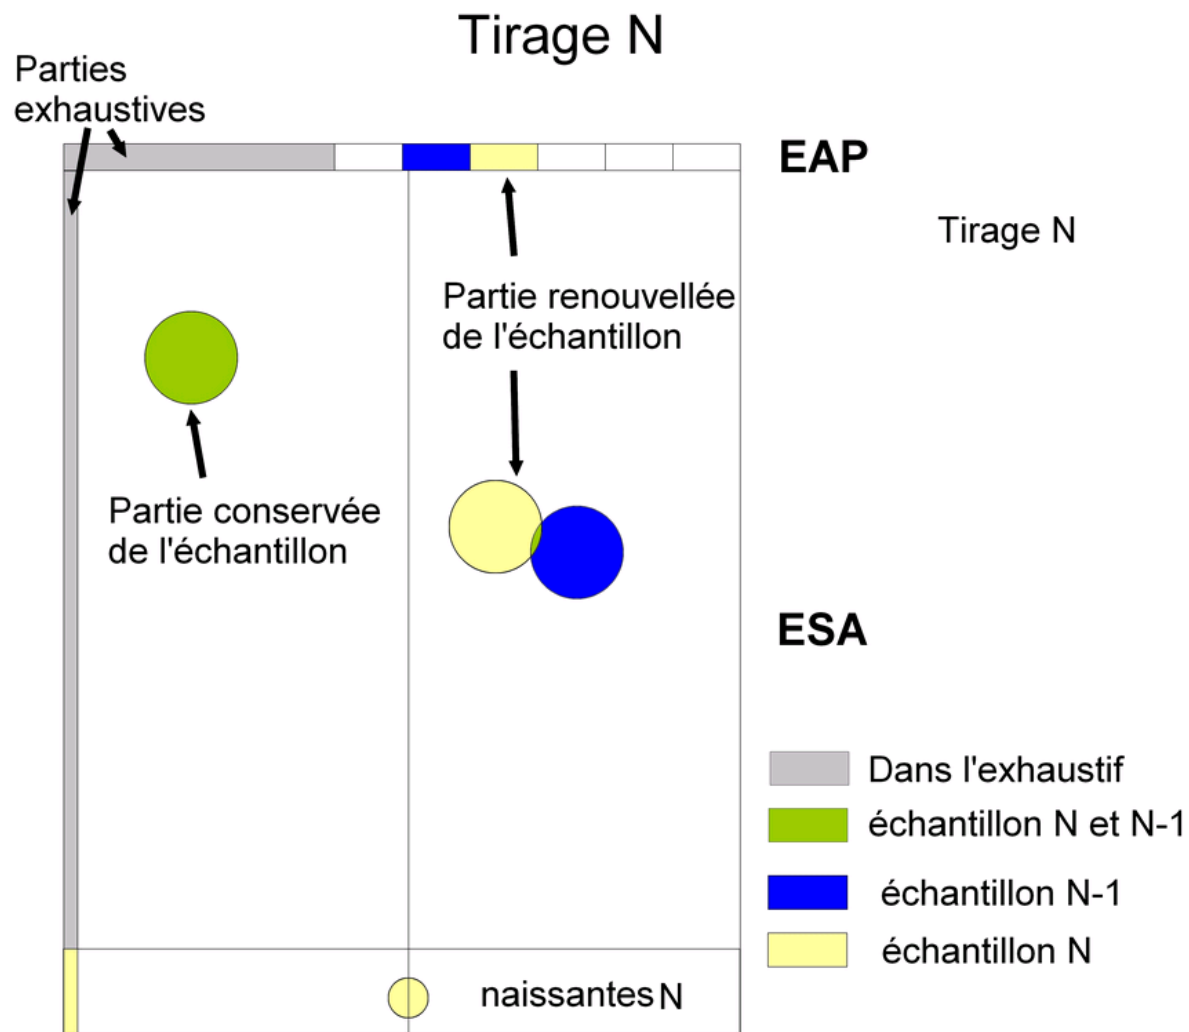 Tirage N
Parties
exhaustives
EAP
Tirage N
Partie renouvellée
de l'échantillon
Partie conservée
de l'échantillon
ESA
Dans l'exhaustif
échantillon N et N-1
échantillon N-1
échantillon N
naissantes N